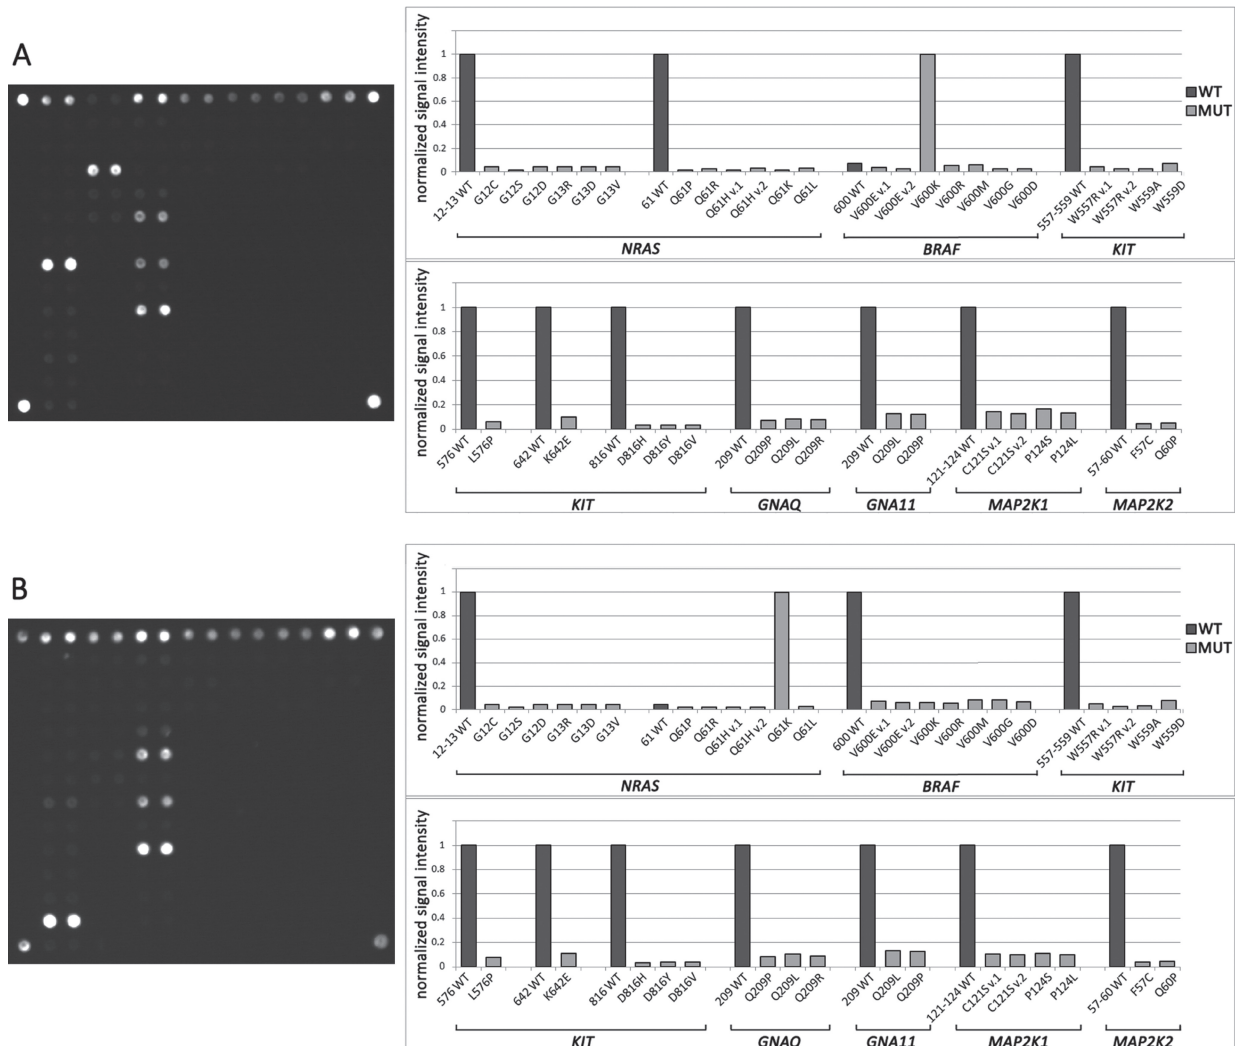 A
normalized signal intensity
1
0.8
0.6
0.4
0.2
0
12-13 WT
G12C
G12S
G12D
G13R
G13D
G13V
61 WT
Q61P
Q61R
Q61H v.1
Q61H v.2
Q61K
Q61L
600 WT
V600E v.1
V600E v.2
V600K
V600R
V600M
V600G
V600D
557-559 WT
W557R v.1
W557R v.2
W559A
W559D
NRAS
BRAF
KIT
WT
MUT
normalized signal intensity
1
0.8
0.6
0.4
0.2
0
576 WT
L576P
642 WT
K642E
816 WT
D816H
D816Y
D816V
209 WT
Q209P
Q209L
Q209R
209 WT
Q209L
Q209P
121-124 WT
C121S v.1
C121S v.2
P124S
P124L
57-60 WT
F57C
Q60P
KIT
GNAQ
GNA11
MAP2K1
MAP2K2
B
normalized signal intensity
1
0.8
0.6
0.4
0.2
0
12-13 WT
G12C
G12S
G12D
G13R
G13D
G13V
61 WT
Q61P
Q61R
Q61H v.1
Q61H v.2
Q61K
Q61L
600 WT
V600E v.1
V600E v.2
V600K
V600R
V600M
V600G
V600D
557-559 WT
W557R v.1
W557R v.2
W559A
W559D
NRAS
BRAF
KIT
WT
MUT
normalized signal intensity
1
0.8
0.6
0.4
0.2
0
576 WT
L576P
642 WT
K642E
816 WT
D816H
D816Y
D816V
209 WT
Q209P
Q209L
Q209R
209 WT
Q209L
Q209P
121-124 WT
C121S v.1
C121S v.2
P124S
P124L
57-60 WT
F57C
Q60P
KIT
GNAQ
GNA11
MAP2K1
MAP2K2